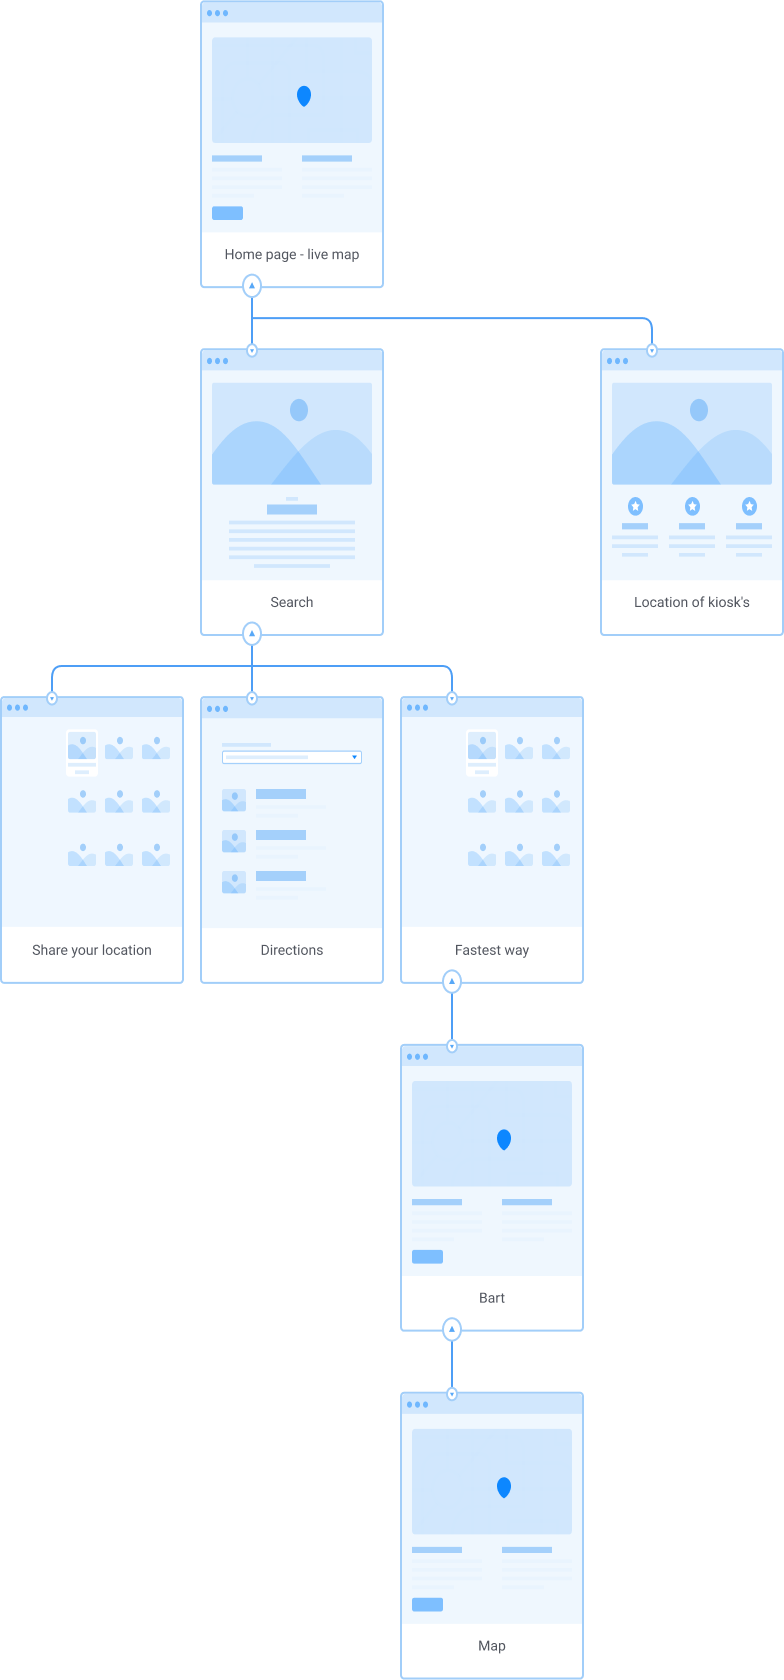 Home page - live map
Search
Location of kiosk's
Share your location
Directions
Fastest way
Bart
Map